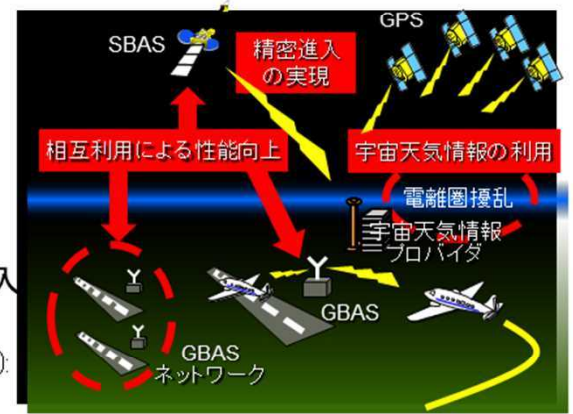 GPS
SBAS
精密進入
の実現
相互利用による性能向上
宇宙天気情報の利用
電離圏擾乱
宇宙天気情報
プロバイダ
入
GBAS
):
GBAS
ネットワーク